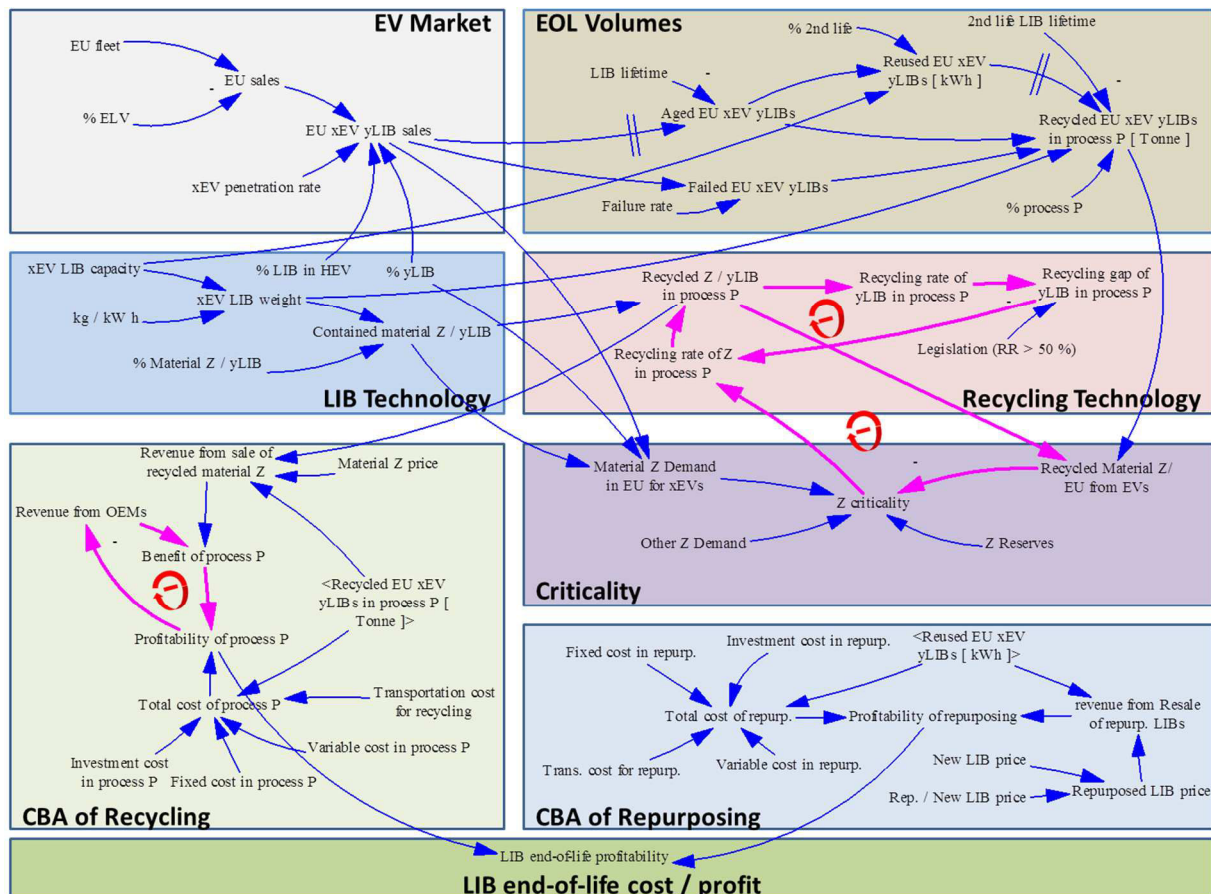 EV Market
EU fleet
EU sales
-
% ELV
EU xEV yLIB sales
xEV penetration rate
EOL Volumes
% 2nd life
2nd life LIB lifetime
LIB lifetime
-
Reused EU xEV
yLIBs [ kWh ]
-
Aged EU xEV yLIBs
Recycled EU xEV yLIBs
in process P [ Tonne ]
Failed EU xEV yLIBs
Failure rate
% process P
xEV LIB capacity
% LIB in HEV
% yLIB
xEV LIB weight
kg / kW h
Contained material Z / yLIB
% Material Z / yLIB
LIB Technology
Recycled Z / yLIB
in process P
Recycling rate of
yLIB in process P
Recycling gap of
yLIB in process P
-
Legislation (RR > 50 %)
Recycling rate of Z
in process P
Recycling Technology
Revenue from sale of
recycled material Z
Material Z price
Revenue from OEMs
-
Benefit of process P
<Recycled EU xEV
yLIBs in process P [
Tonne ]>
Profitability of process P
Total cost of process P
Transportation cost
for recycling
Variable cost in process P
Investment cost
in process P
Fixed cost in process P
CBA of Recycling
Material Z Demand
in EU for xEVs
-
Recycled Material Z/
EU from EVs
Z criticality
Other Z Demand
Z Reserves
Criticality
Fixed cost in repurp.
Investment cost in repurp.
<Reused EU xEV
yLIBs [ kWh ]>
Total cost of repurp.
Profitability of repurposing
revenue from Resale
of repurp. LIBs
Trans. cost for repurp.
Variable cost in repurp.
New LIB price
Rep. / New LIB price
Repurposed LIB price
CBA of Repurposing
LIB end-of-life profitability
LIB end-of-life cost / profit